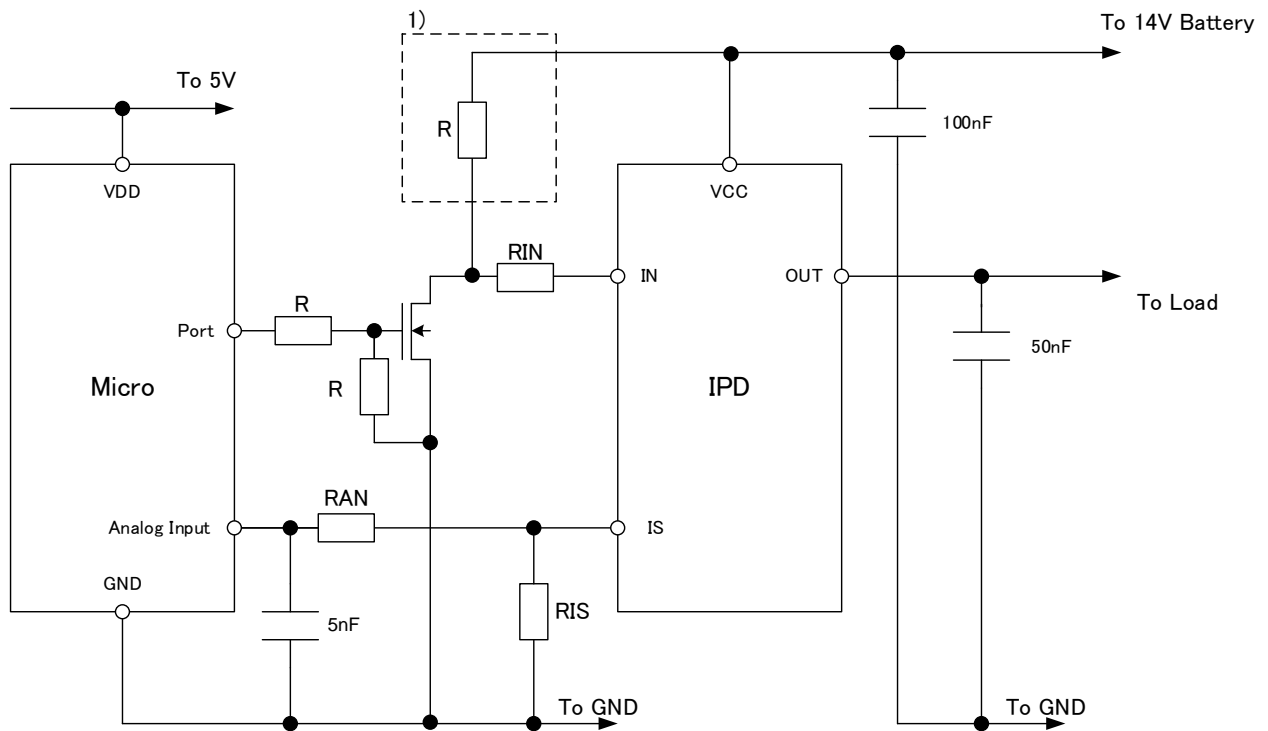 1)
To 14V Battery
To 5V
R
100nF
VDD
VCC
RIN
IN
OUT
R
To Load
Port
50nF
Micro
R
IPD
RAN
Analog Input
IS
GND
5nF
RIS
To GND
To GND